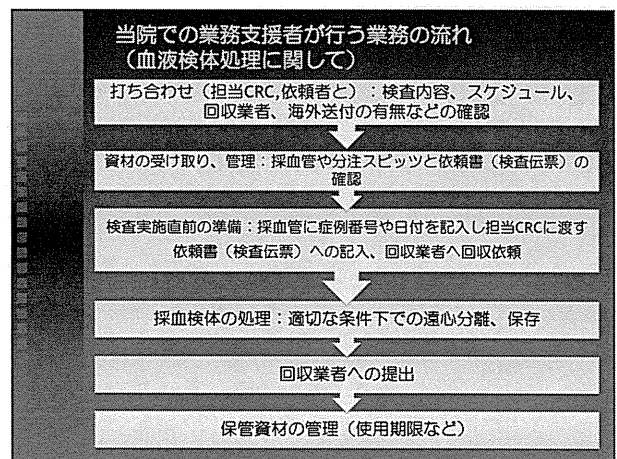 当院での業務支援者が行う業務の流れ
（血液検体処理に関して）
打ち合わせ（担当CRC,依頼者と）：検査内容、スケジュール、
回収業者、海外送付の有無などの確認
資材の受け取り、管理：採血管や分注スピッツと依頼書（検査伝票）の
確認
検査実施直前の準備：採血管に症例番号や日付を記入し担当CRCに渡す
依頼書（検査伝票）への記入、回収業者へ回収依頼
採血検体の処理：適切な条件下での遠心分離、保存
回収業者への提出
保管資材の管理（使用期限など）